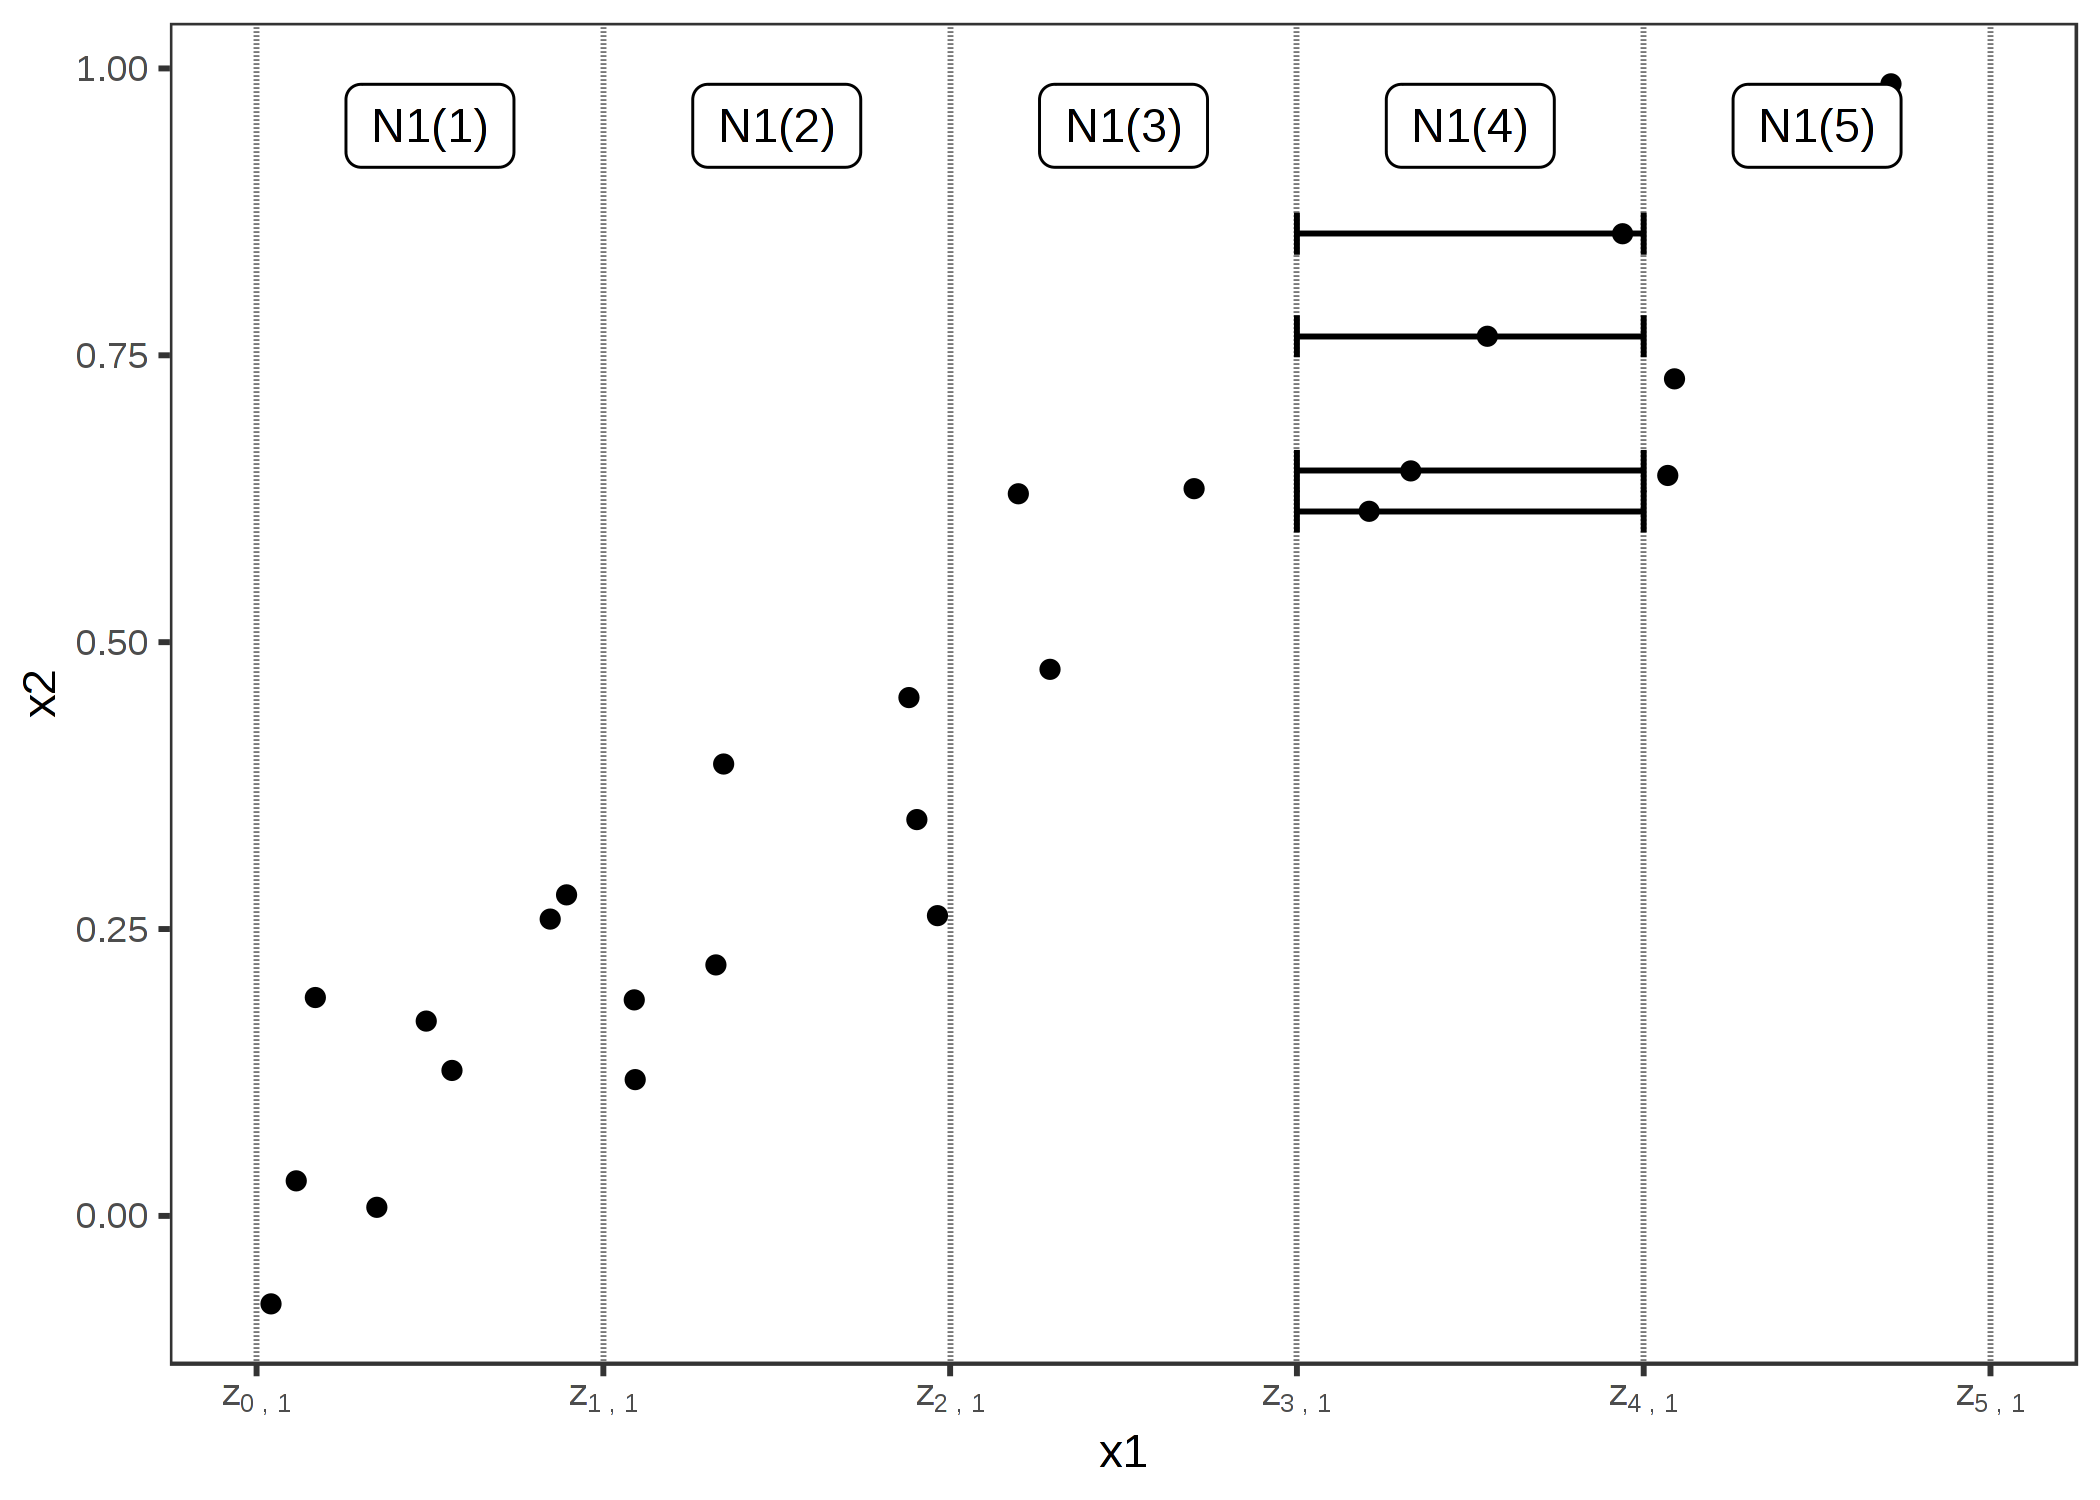 1.00
N1(1) N1(2) N1(3) N1(4) N1(5)
0.75
0.50
x2
0.25
0.00
z0 , 1 z1 , 1 z2 , 1 z3 , 1 z4 , 1 z5 , 1
x1